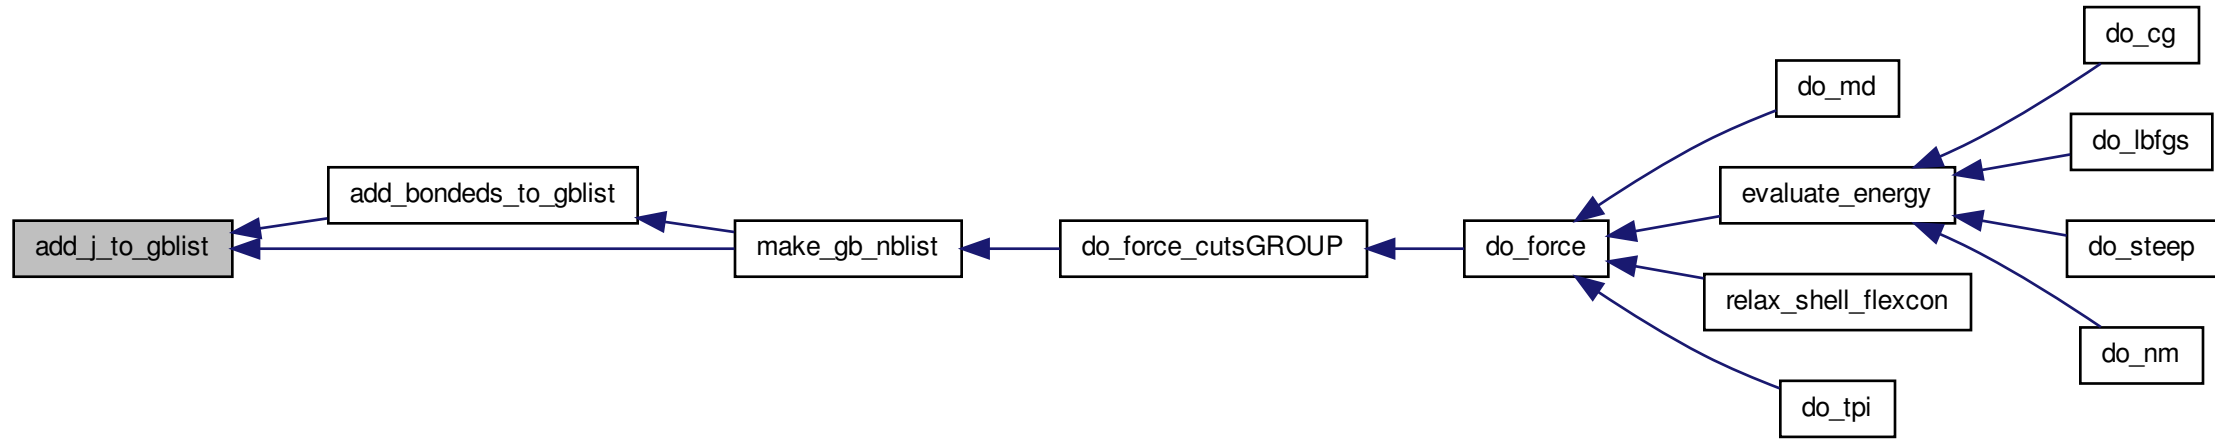 do_cg
do_md
do_lbfgs
add_bondeds_to_gblist
evaluate_energy
add_j_to_gblist
make_gb_nblist
do_force_cutsGROUP
do_force
do_steep
relax_shell_flexcon
do_nm
do_tpi